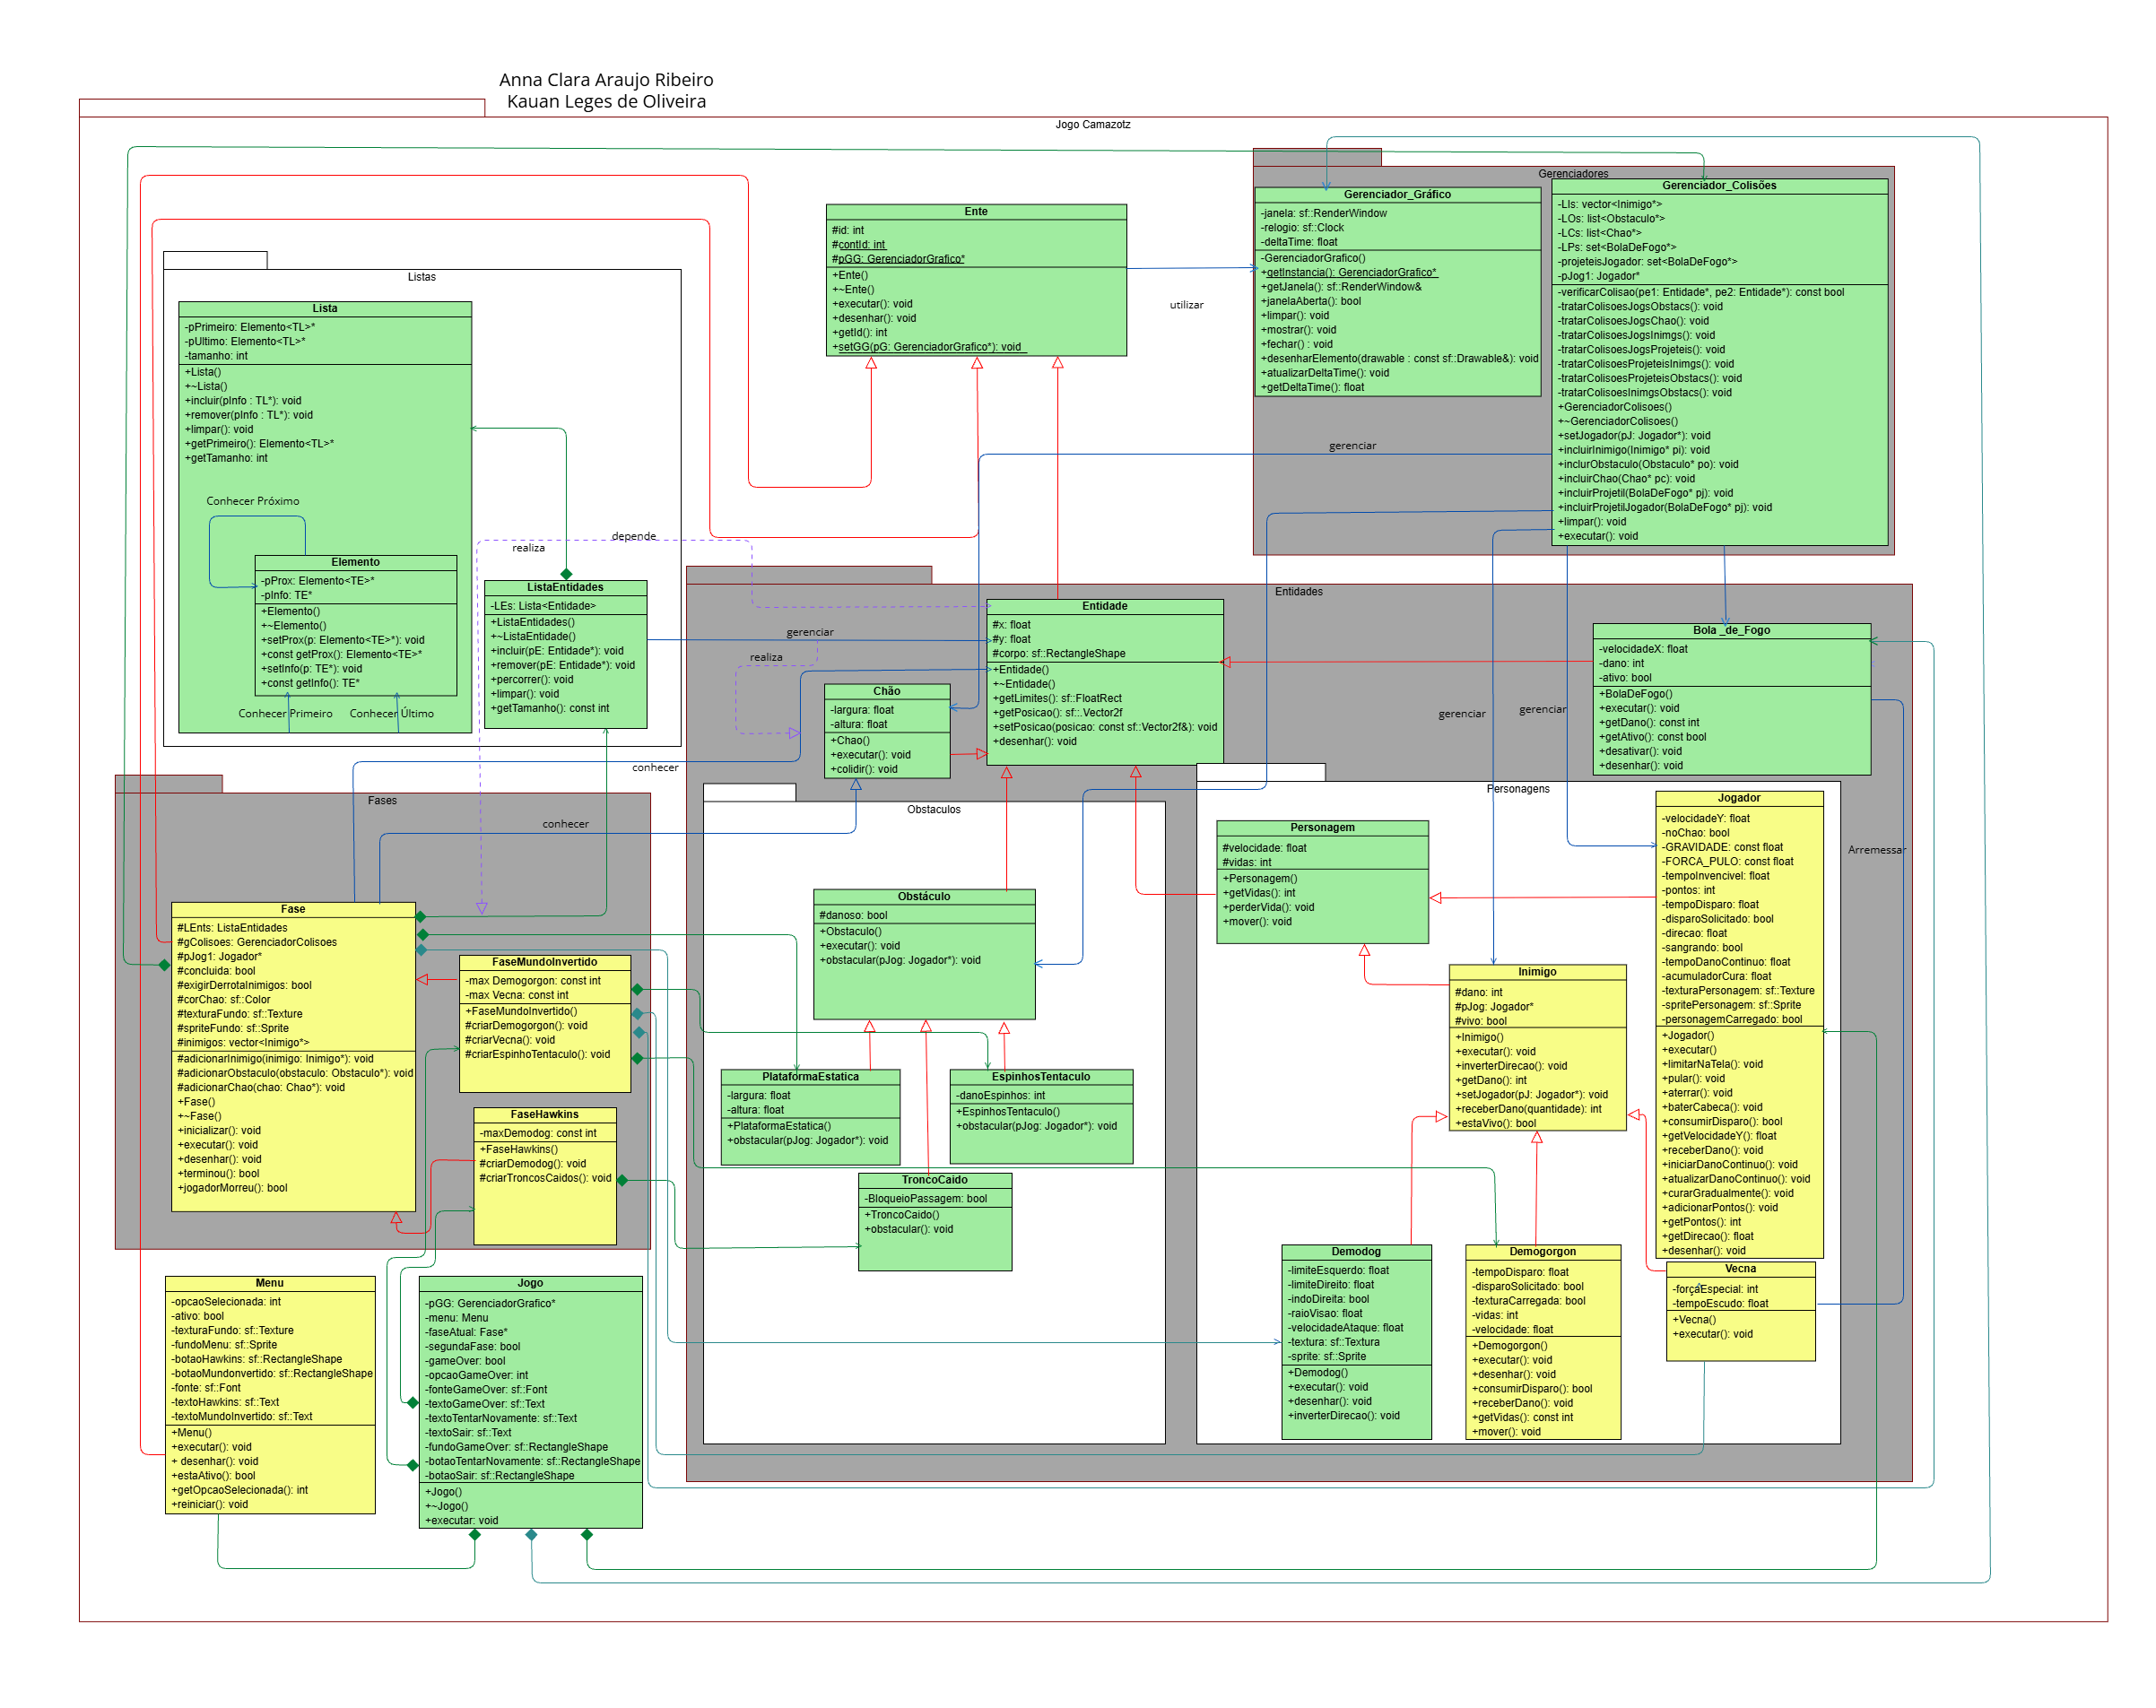 Anna Clara Araujo Ribeiro
Kauan Leges de Oliveira
Jogo Camazotz
Gerenciadores
Gerenciador_Gráfico
-janela: sf::RenderWindow
-relogio: sf::Clock
-deltaTime: float
-GerenciadorGrafico()
+getInstancia(): GerenciadorGrafico*
+getJanela(): sf::RenderWindow&
+janelaAberta(): bool
+limpar(): void
+mostrar(): void
+fechar() : void
+desenharElemento(drawable : const sf::Drawable&): void
+atualizarDeltaTime(): void
+getDeltaTime(): float
Gerenciador_Colisões
-LIs: vector<Inimigo*>
-LOs: list<Obstaculo*>
-LCs: list<Chao*>
-LPs: set<BolaDeFogo*>
-projeteisJogador: set<BolaDeFogo*>
-pJog1: Jogador*
-verificarColisao(pe1: Entidade*, pe2: Entidade*): const bool
-tratarColisoesJogsObstacs(): void
-tratarColisoesJogsChao(): void
-tratarColisoesJogsInimgs(): void
-tratarColisoesJogsProjeteis(): void
-tratarColisoesProjeteisInimgs(): void
-tratarColisoesProjeteisObstacs(): void
-tratarColisoesInimgsObstacs(): void
+GerenciadorColisoes()
+~GerenciadorColisoes()
+setJogador(pJ: Jogador*): void
+incluirInimigo(Inimigo* pi): void
+inclurObstaculo(Obstaculo* po): void
+incluirChao(Chao* pc): void
+incluirProjetil(BolaDeFogo* pj): void
+incluirProjetilJogador(BolaDeFogo* pj): void
+limpar(): void
+executar(): void
Ente
#id: int
#contId: int
#pGG: GerenciadorGrafico*
+Ente()
+~Ente()
+executar(): void
+desenhar(): void
+getId(): int
+setGG(pG: GerenciadorGrafico*): void
utilizar
gerenciar
Listas
Lista
-pPrimeiro: Elemento<TL>*
-pUltimo: Elemento<TL>*
-tamanho: int
+Lista()
+~Lista()
+incluir(pInfo : TL*): void
+remover(pInfo : TL*): void
+limpar(): void
+getPrimeiro(): Elemento<TL>*
+getTamanho: int
Conhecer Próximo
Elemento
-pProx: Elemento<TE>*
-pInfo: TE*
+Elemento()
+~Elemento()
+setProx(p: Elemento<TE>*): void
+const getProx(): Elemento<TE>*
+setInfo(p: TE*): void
+const getInfo(): TE*
Conhecer Primeiro
Conhecer Último
realiza
depende
ListaEntidades
-LEs: Lista<Entidade>
+ListaEntidades()
+~ListaEntidade()
+incluir(pE: Entidade*): void
+remover(pE: Entidade*): void
+percorrer(): void
+limpar(): void
+getTamanho(): const int
Entidades
gerenciar
realiza
Entidade
#x: float
#y: float
#corpo: sf::RectangleShape
+Entidade()
+~Entidade()
+getLimites(): sf::FloatRect
+getPosicao(): sf::.Vector2f
+setPosicao(posicao: const sf::Vector2f&): void
+desenhar(): void
Chão
-largura: float
-altura: float
+Chao()
+executar(): void
+colidir(): void
Bola _de_Fogo
-velocidadeX: float
-dano: int
-ativo: bool
+BolaDeFogo()
+executar(): void
+getDano(): const int
+getAtivo(): const bool
+desativar(): void
+desenhar(): void
gerenciar
gerenciar
conhecer
conhecer
Arremessar
Fases
Fase
#LEnts: ListaEntidades
#gColisoes: GerenciadorColisoes
#pJog1: Jogador*
#concluida: bool
#exigirDerrotaInimigos: bool
#corChao: sf::Color
#texturaFundo: sf::Texture
#spriteFundo: sf::Sprite
#inimigos: vector<Inimigo*>
#adicionarInimigo(inimigo: Inimigo*): void
#adicionarObstaculo(obstaculo: Obstaculo*): void
#adicionarChao(chao: Chao*): void
+Fase()
+~Fase()
+inicializar(): void
+executar(): void
+desenhar(): void
+terminou(): bool
+jogadorMorreu(): bool
FaseMundoInvertido
-max Demogorgon: const int
-max Vecna: const int
+FaseMundoInvertido()
#criarDemogorgon(): void
#criarVecna(): void
#criarEspinhoTentaculo(): void
FaseHawkins
-maxDemodog: const int
+FaseHawkins()
#criarDemodog(): void
#criarTroncosCaidos(): void
Obstaculos
Obstáculo
#danoso: bool
+Obstaculo()
+executar(): void
+obstacular(pJog: Jogador*): void
PlataformaEstatica
-largura: float
-altura: float
+PlataformaEstatica()
+obstacular(pJog: Jogador*): void
EspinhosTentaculo
-danoEspinhos: int
+EspinhosTentaculo()
+obstacular(pJog: Jogador*): void
TroncoCaido
-BloqueioPassagem: bool
+TroncoCaido()
+obstacular(): void
Personagens
Personagem
#velocidade: float
#vidas: int
+Personagem()
+getVidas(): int
+perderVida(): void
+mover(): void
Jogador
-velocidadeY: float
-noChao: bool
-GRAVIDADE: const float
-FORCA_PULO: const float
-tempoInvencivel: float
-pontos: int
-tempoDisparo: float
-disparoSolicitado: bool
-direcao: float
-sangrando: bool
-tempoDanoContinuo: float
-acumuladorCura: float
-texturaPersonagem: sf::Texture
-spritePersonagem: sf::Sprite
-personagemCarregado: bool
+Jogador()
+executar()
+limitarNaTela(): void
+pular(): void
+aterrar(): void
+baterCabeca(): void
+consumirDisparo(): bool
+getVelocidadeY(): float
+receberDano(): void
+iniciarDanoContinuo(): void
+atualizarDanoContinuo(): void
+curarGradualmente(): void
+adicionarPontos(): void
+getPontos(): int
+getDirecao(): float
+desenhar(): void
Inimigo
#dano: int
#pJog: Jogador*
#vivo: bool
+Inimigo()
+executar(): void
+inverterDirecao(): void
+getDano(): int
+setJogador(pJ: Jogador*): void
+receberDano(quantidade): int
+estaVivo(): bool
Demodog
-limiteEsquerdo: float
-limiteDireito: float
-indoDireita: bool
-raioVisao: float
-velocidadeAtaque: float
-textura: sf::Textura
-sprite: sf::Sprite
+Demodog()
+executar(): void
+desenhar(): void
+inverterDirecao(): void
Demogorgon
-tempoDisparo: float
-disparoSolicitado: bool
-texturaCarregada: bool
-vidas: int
-velocidade: float
+Demogorgon()
+executar(): void
+desenhar(): void
+consumirDisparo(): bool
+receberDano(): void
+getVidas(): const int
+mover(): void
Vecna
-forçaEspecial: int
-tempoEscudo: float
+Vecna()
+executar(): void
Menu
-opcaoSelecionada: int
-ativo: bool
-texturaFundo: sf::Texture
-fundoMenu: sf::Sprite
-botaoHawkins: sf::RectangleShape
-botaoMundonvertido: sf::RectangleShape
-fonte: sf::Font
-textoHawkins: sf::Text
-textoMundoInvertido: sf::Text
+Menu()
+executar(): void
+ desenhar(): void
+estaAtivo(): bool
+getOpcaoSelecionada(): int
+reiniciar(): void
Jogo
-pGG: GerenciadorGrafico*
-menu: Menu
-faseAtual: Fase*
-segundaFase: bool
-gameOver: bool
-opcaoGameOver: int
-fonteGameOver: sf::Font
-textoGameOver: sf::Text
-textoTentarNovamente: sf::Text
-textoSair: sf::Text
-fundoGameOver: sf::RectangleShape
-botaoTentarNovamente: sf::RectangleShape
-botaoSair: sf::RectangleShape
+Jogo()
+~Jogo()
+executar: void